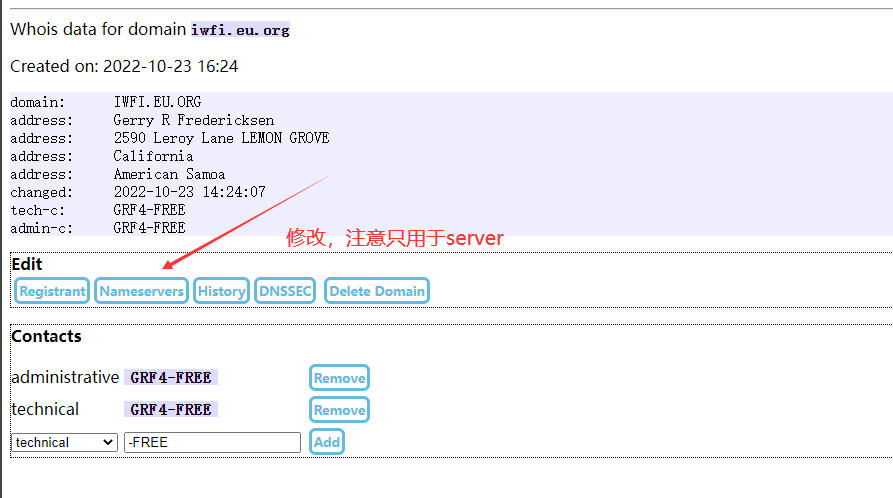 Whois data for domain iwfi.eu.org
Created on: 2022-10-23 16:24
domain: IWFI.EU.ORG
address: Gerry R Fredericksen
address: 2590 Leroy Lane LEMON GROVE
address: California
address: American Samoa
changed: 2022-10-23 14:24:07
tech-c: GRF4-FREE
admin-c: GRF4-FREE
修改，注意只用于server
Edit
Registrant Nameservers History DNSSEC Delete Domain
Contacts
administrative GRF4-FREE Remove
technical GRF4-FREE Remove
technical -FREE Add